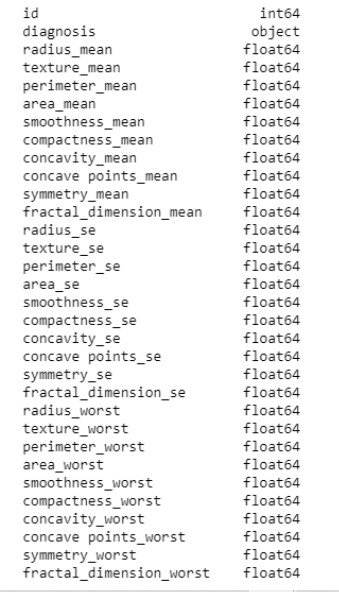 id int64
diagnosis object
radius_mean float64
texture_mean float64
perimeter_mean float64
area_mean float64
smoothness_mean float64
compactness_mean float64
concavity_mean float64
concave points_mean float64
symmetry_mean float64
fractal_dimension_mean float64
radius_se float64
texture_se float64
perimeter_se float64
area_se float64
smoothness_se float64
compactness_se float64
concavity_se float64
concave points_se float64
symmetry_se float64
fractal_dimension_se float64
radius_worst float64
texture_worst float64
perimeter_worst float64
area_worst float64
smoothness_worst float64
compactness_worst float64
concavity_worst float64
concave points_worst float64
symmetry_worst float64
fractal_dimension_worst float64